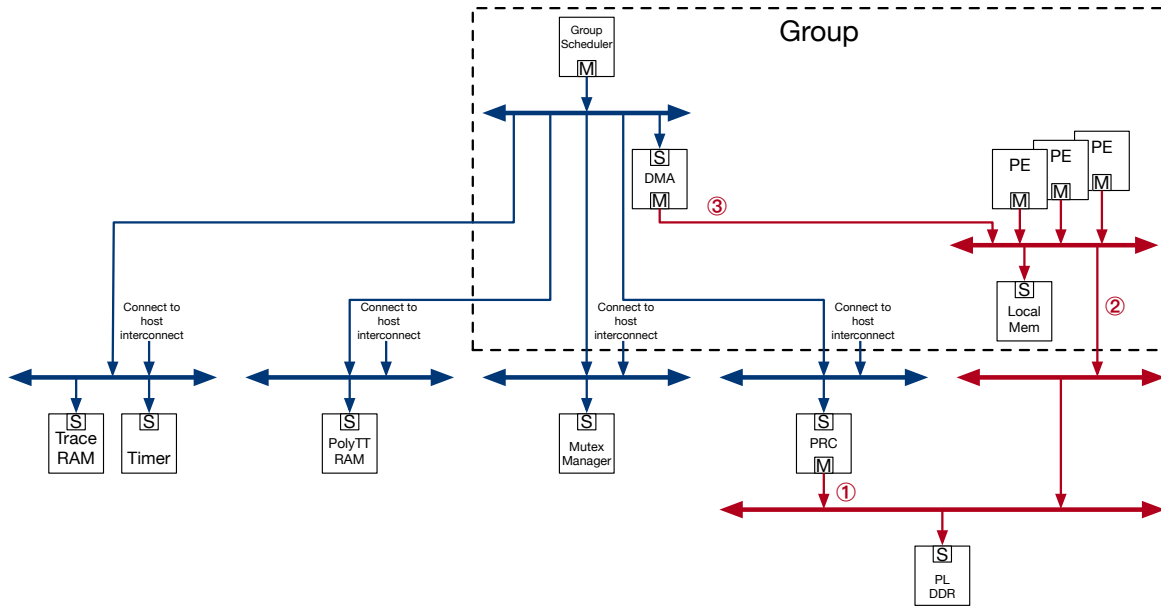 Group
Group
Scheduler
M
S
DMA
M
③
PE
PE
PE
M
M
M
S
Local
Mem
②
Connect to
host
interconnect
Connect to
host
interconnect
Connect to
host
interconnect
Connect to
host
interconnect
S
Trace
RAM
S
Timer
S
PolyTT
RAM
S
Mutex
Manager
S
PRC
M
①
S
PL
DDR